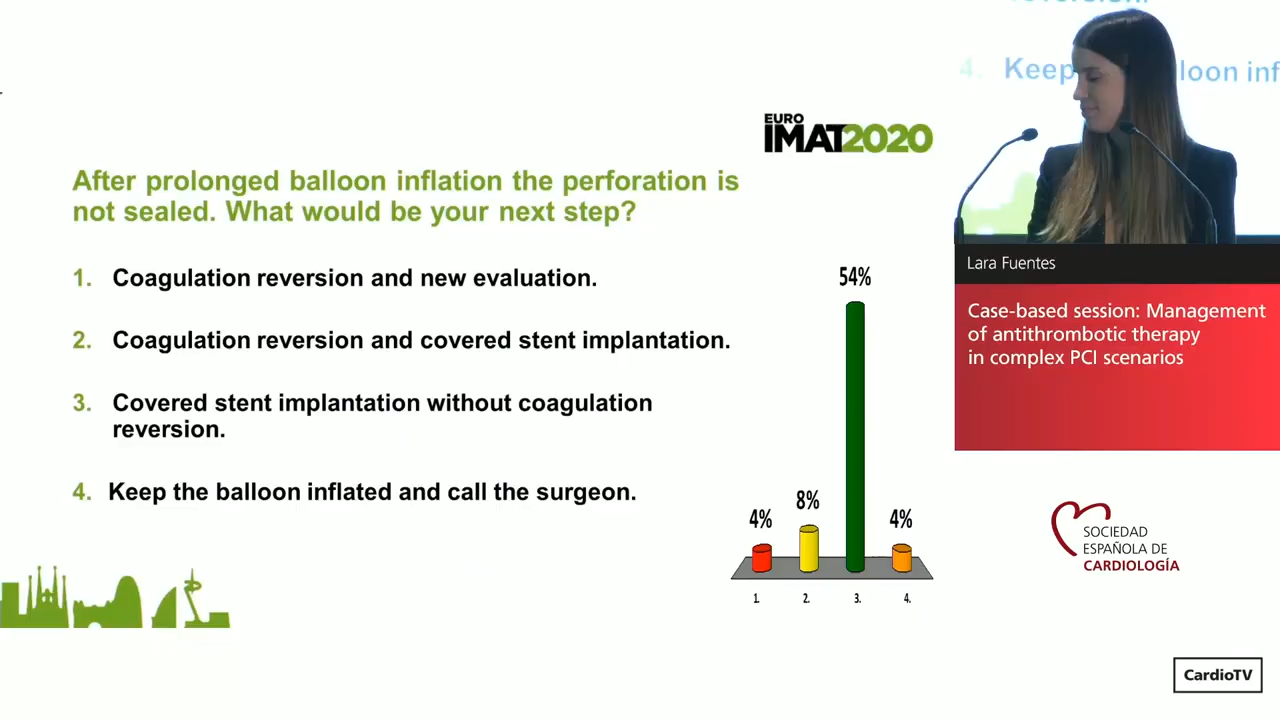 EURO
IMAT2020
After prolonged balloon inflation the perforation is
not sealed. What would be your next step?
1. Coagulation reversion and new evaluation.
2. Coagulation reversion and covered stent implantation.
3. Covered stent implantation without coagulation
reversion.
4. Keep the balloon inflated and call the surgeon.
4%
8%
54%
4%
1.
2.
3.
4.
4. Keep loon inf
Lara Fuentes
Case-based session: Management
of antithrombotic therapy
in complex PCI scenarios
SOCIEDAD
ESPAÑOLA DE
CARDIOLOGÍA
CardioTV